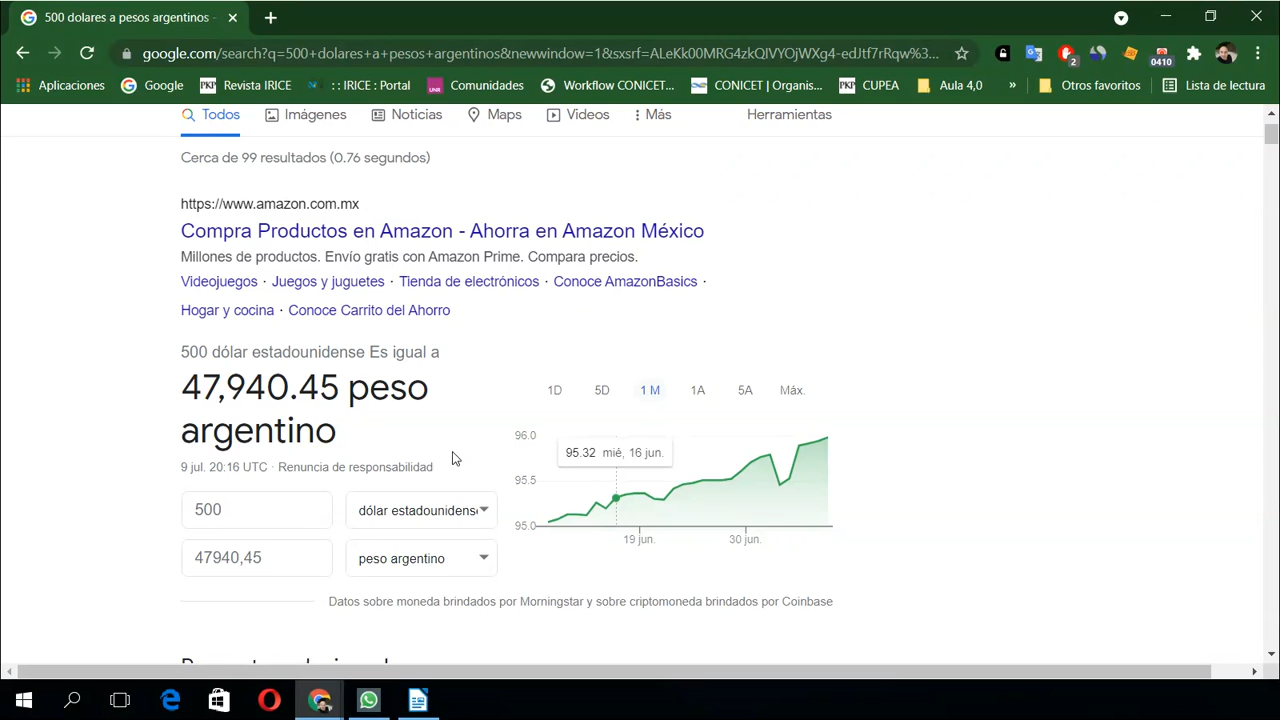 500 dolares a pesos argentinos -
google.com/search?q=500+dolares+a+pesos+argentinos&newwindow=1&sxsrf=ALeKk00MRG4zkQIVYOjWXg4-edJtf7rRqw%3...
2
0410
Aplicaciones Google Revista IRICE : : IRICE : Portal Comunidades Workflow CONICET... CONICET | Organis... CUPEA Aula 4,0 » Otros favoritos Lista de lectura
PKP UNR PKP
Todos Imágenes Noticias Maps Videos Más Herramientas
Cerca de 99 resultados (0.76 segundos)
https://www.amazon.com.mx
Compra Productos en Amazon - Ahorra en Amazon México
Millones de productos. Envío gratis con Amazon Prime. Compara precios.
Videojuegos · Juegos y juguetes · Tienda de electrónicos · Conoce AmazonBasics ·
Hogar y cocina · Conoce Carrito del Ahorro
500 dólar estadounidense Es igual a
47,940.45 peso
argentino
9 jul. 20:16 UTC · Renuncia de responsabilidad
500 dólar estadounidens
47940,45 peso argentino
1D 5D 1 M 1A 5A Máx.
96.0
95.32 mié, 16 jun.
95.5
95.0
19 jun. 30 jun.
Datos sobre moneda brindados por Morningstar y sobre criptomoneda brindados por Coinbase